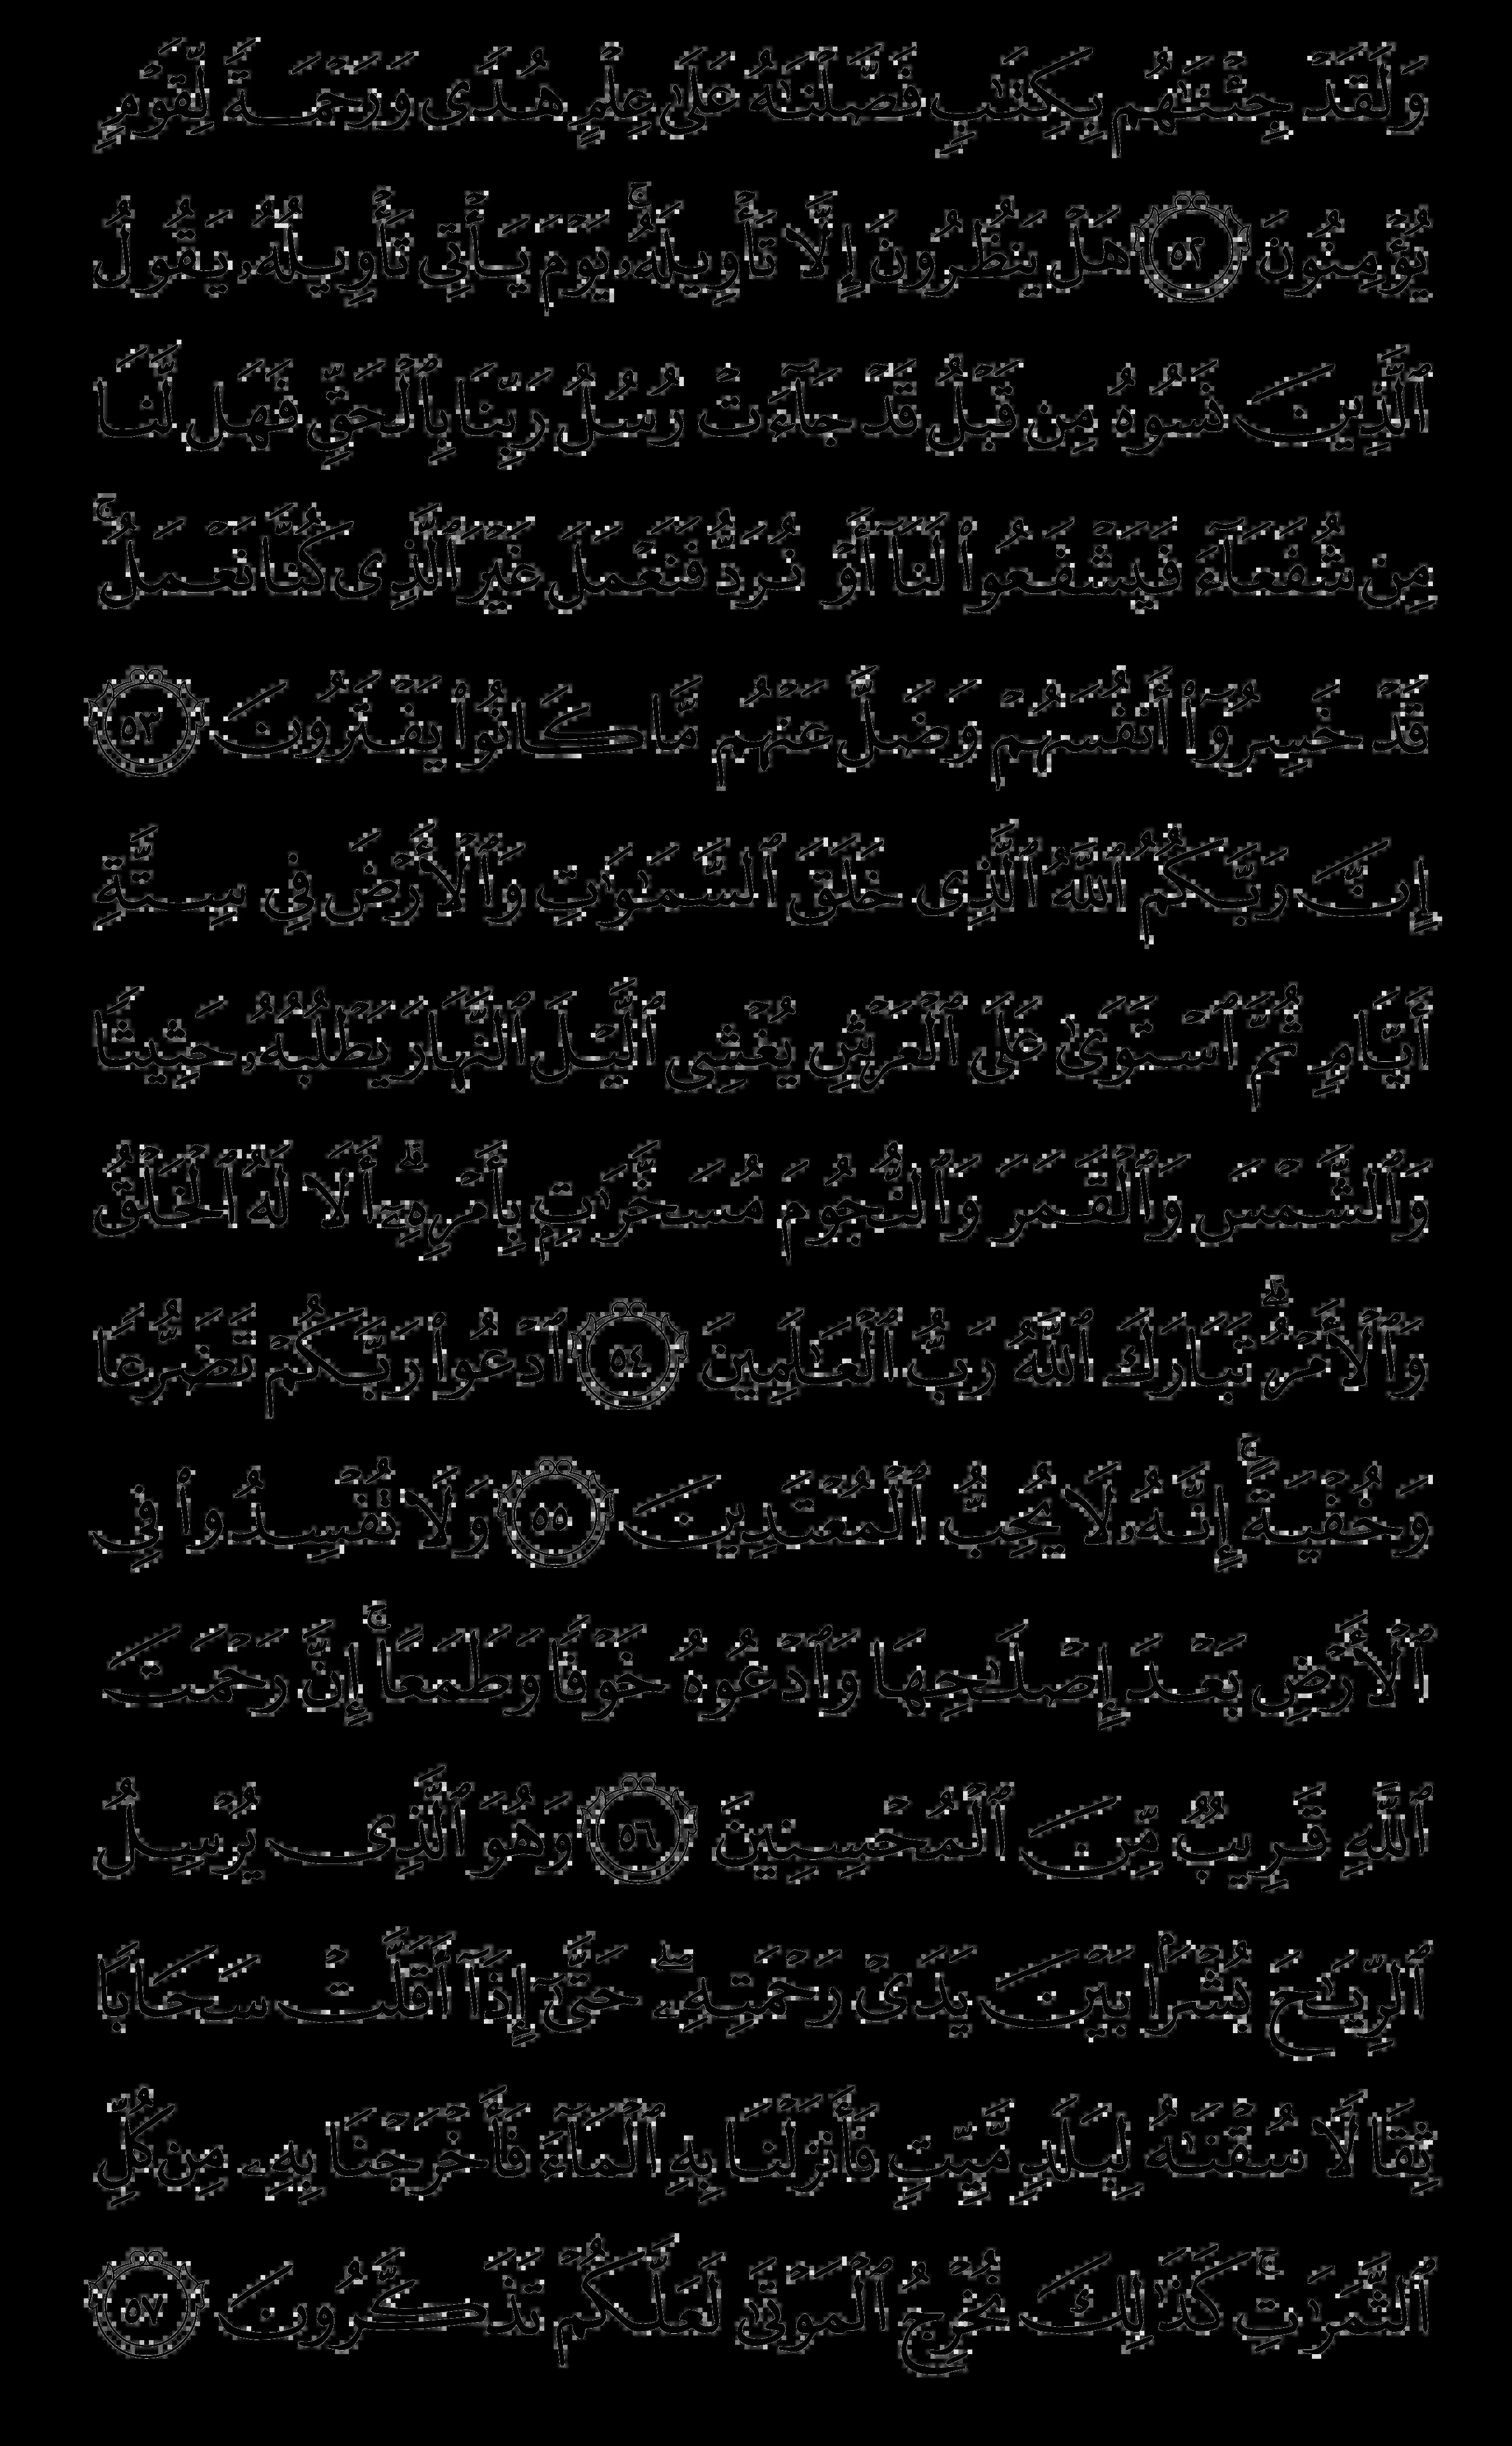 وَلَقَدْ جِئْنَٰهُم بِكِتَٰبٍ فَصَّلْنَٰهُ عَلَىٰ عِلْمٍ هُدًى وَرَحْمَةً لِّقَوْمٍ
يُؤْمِنُونَ ٥٢ هَلْ يَنظُرُونَ إِلَّا تَأْوِيلَهُۥۚ يَوْمَ يَأْتِى تَأْوِيلُهُۥ يَقُولُ
ٱلَّذِينَ نَسُوهُ مِن قَبْلُ قَدْ جَآءَتْ رُسُلُ رَبِّنَا بِٱلْحَقِّ فَهَل لَّنَا
مِن شُفَعَآءَ فَيَشْفَعُوا۟ لَنَآ أَوْ نُرَدُّ فَنَعْمَلَ غَيْرَ ٱلَّذِى كُنَّا نَعْمَلُۚ
قَدْ خَسِرُوٓا۟ أَنفُسَهُمْ وَضَلَّ عَنْهُم مَّا كَانُوا۟ يَفْتَرُونَ ٥٣
إِنَّ رَبَّكُمُ ٱللَّهُ ٱلَّذِى خَلَقَ ٱلسَّمَٰوَٰتِ وَٱلْأَرْضَ فِى سِتَّةِ
أَيَّامٍ ثُمَّ ٱسْتَوَىٰ عَلَى ٱلْعَرْشِ يُغْشِى ٱلَّيْلَ ٱلنَّهَارَ يَطْلُبُهُۥ حَثِيثًا
وَٱلشَّمْسَ وَٱلْقَمَرَ وَٱلنُّجُومَ مُسَخَّرَٰتٍۭ بِأَمْرِهِۦٓۗ أَلَا لَهُ ٱلْخَلْقُ
وَٱلْأَمْرُۗ تَبَارَكَ ٱللَّهُ رَبُّ ٱلْعَٰلَمِينَ ٥٤ ٱدْعُوا۟ رَبَّكُمْ تَضَرُّعًا
وَخُفْيَةًۚ إِنَّهُۥ لَا يُحِبُّ ٱلْمُعْتَدِينَ ٥٥ وَلَا تُفْسِدُوا۟ فِى
ٱلْأَرْضِ بَعْدَ إِصْلَٰحِهَا وَٱدْعُوهُ خَوْفًا وَطَمَعًاۚ إِنَّ رَحْمَتَ
ٱللَّهِ قَرِيبٌ مِّنَ ٱلْمُحْسِنِينَ ٥٦ وَهُوَ ٱلَّذِى يُرْسِلُ
ٱلرِّيَٰحَ بُشْرًۢا بَيْنَ يَدَىْ رَحْمَتِهِۦۖ حَتَّىٰٓ إِذَآ أَقَلَّتْ سَحَابًا
ثِقَالًا سُقْنَٰهُ لِبَلَدٍ مَّيِّتٍ فَأَنزَلْنَا بِهِ ٱلْمَآءَ فَأَخْرَجْنَا بِهِۦ مِن كُلِّ
ٱلثَّمَرَٰتِۚ كَذَٰلِكَ نُخْرِجُ ٱلْمَوْتَىٰ لَعَلَّكُمْ تَذَكَّرُونَ ٥٧